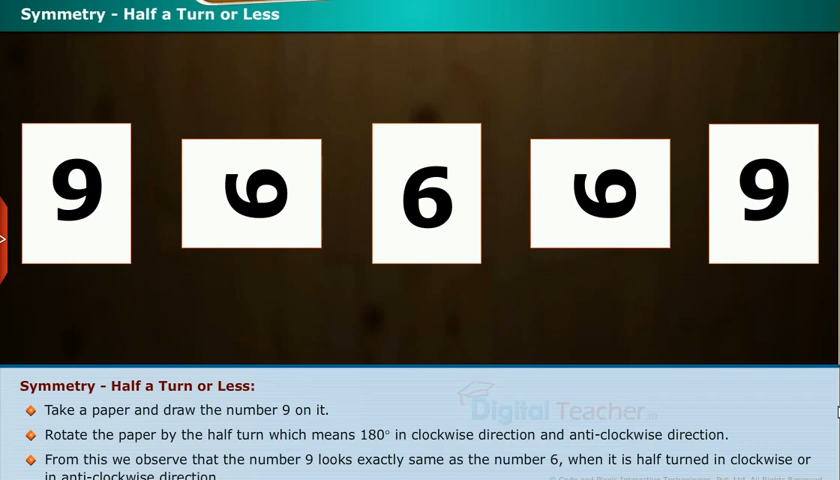 Symmetry - Half a Turn or Less
9 6 6 6 9
Symmetry - Half a Turn or Less:
Take a paper and draw the number 9 on it.
Rotate the paper by the half turn which means 180° in clockwise direction and anti-clockwise direction.
From this we observe that the number 9 looks exactly same as the number 6, when it is half turned in clockwise or
in anti-clockwise direction
Digital Teacher.in